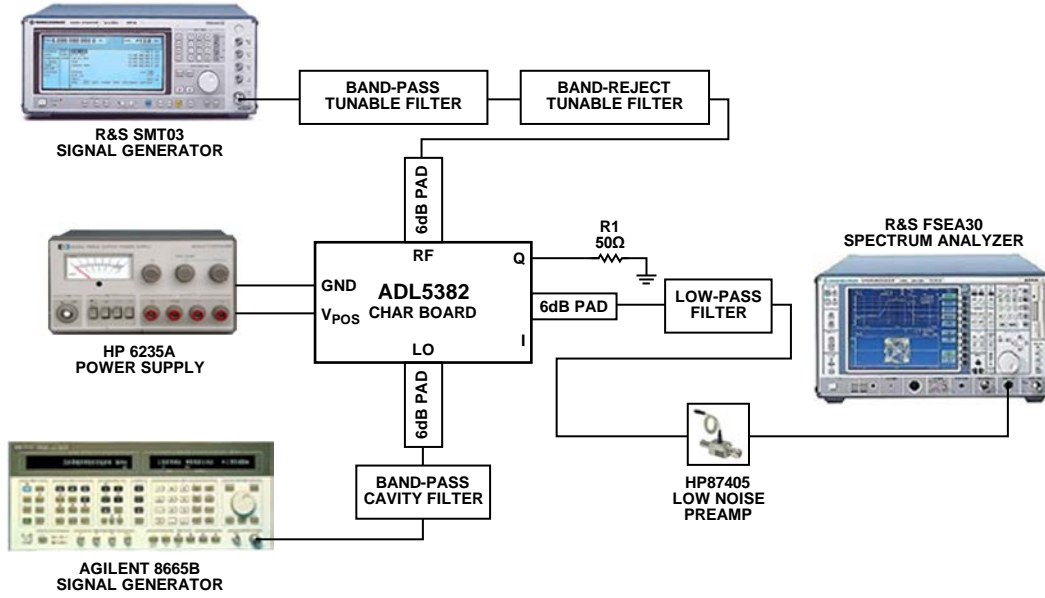 BAND-PASS
TUNABLE FILTER
BAND-REJECT
TUNABLE FILTER
R&S SMT03
SIGNAL GENERATOR
6dB PAD
R1
50Ω
R&S FSEA30
SPECTRUM ANALYZER
RF
Q
GND
ADL5382
CHAR BOARD
VPOS
6dB PAD
LOW-PASS
FILTER
I
LO
HP 6235A
POWER SUPPLY
6dB PAD
BAND-PASS
CAVITY FILTER
HP87405
LOW NOISE
PREAMP
AGILENT 8665B
SIGNAL GENERATOR